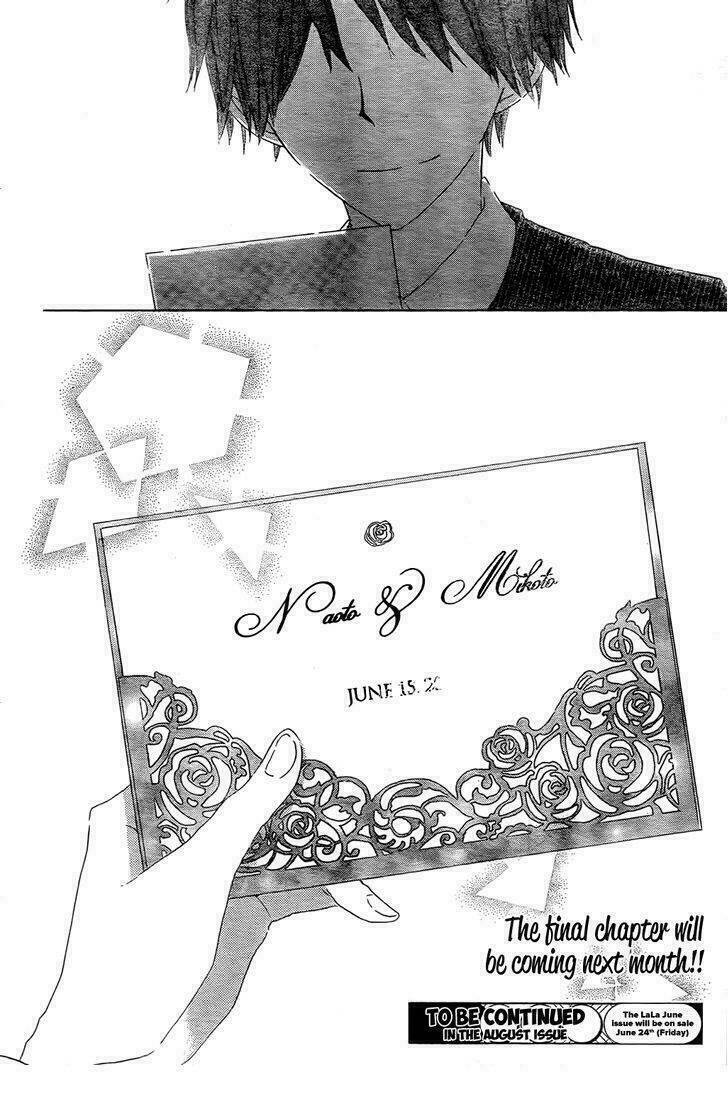 Naoto & Mikoto
JUNE 15, 2
The final chapter will
be coming next month!!
TO BE CONTINUED
IN THE AUGUST ISSUE
The LaLa June
issue will be on sale
June 24th (Friday)